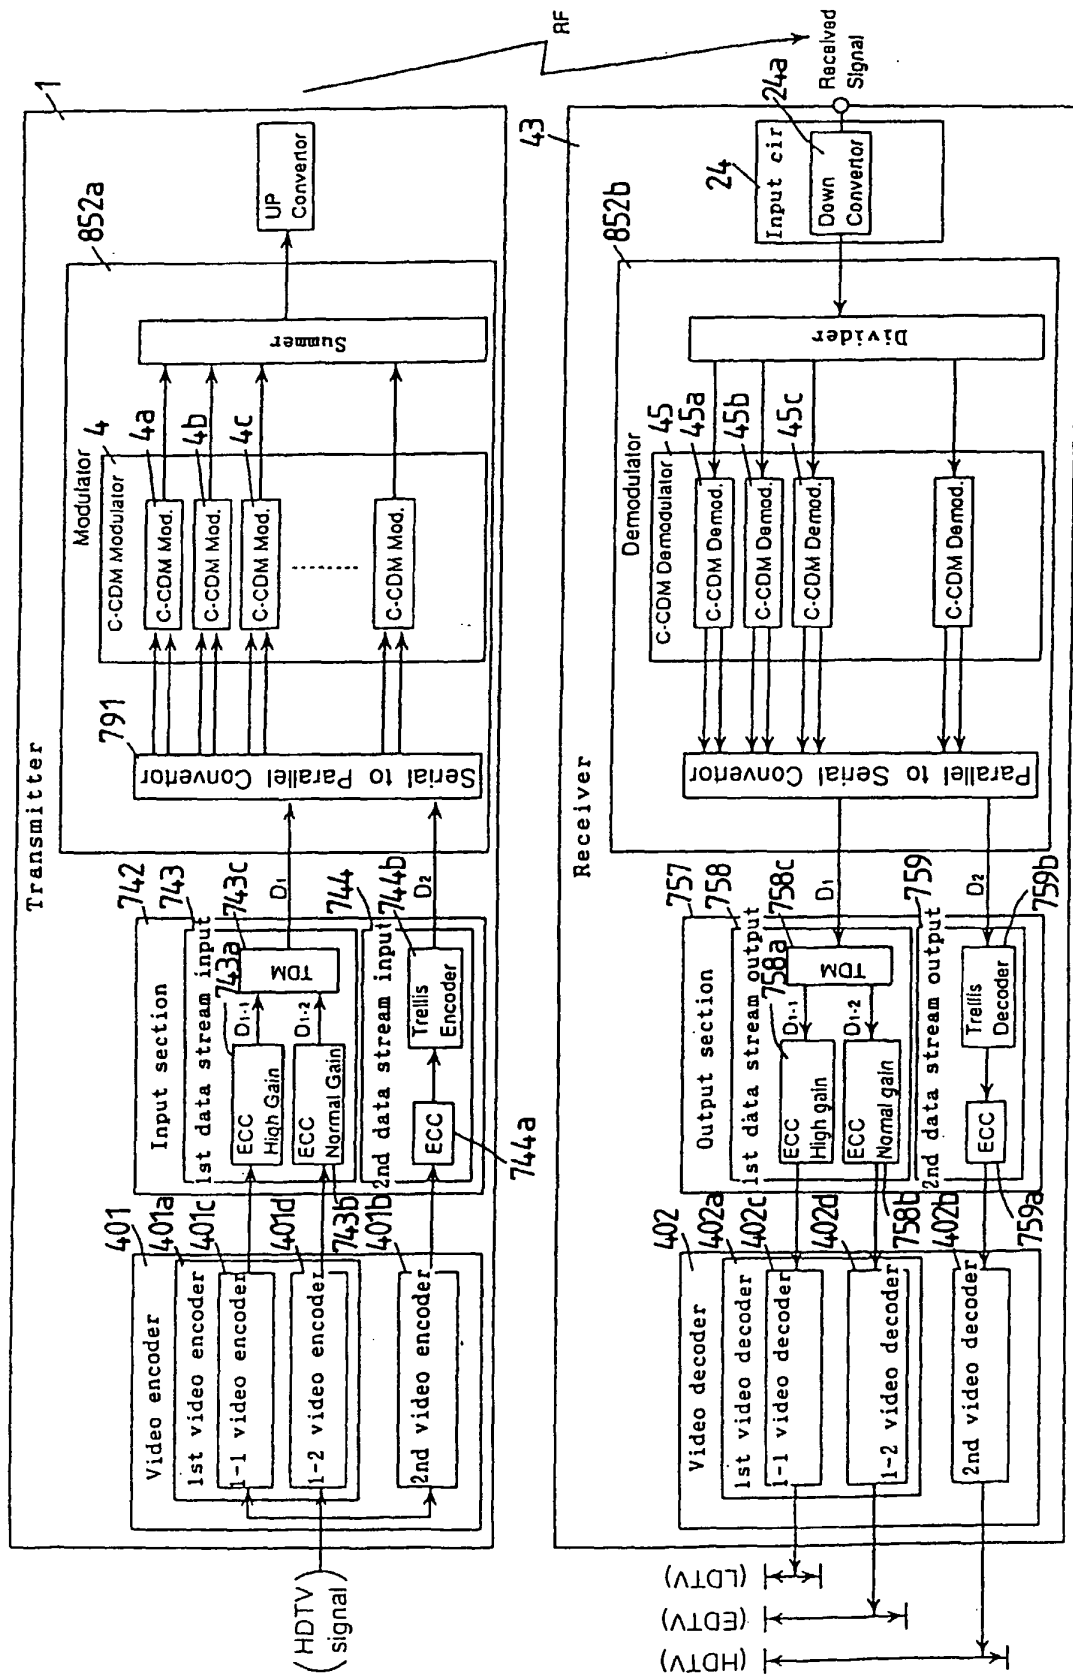 Transmitter
1
(HDTV signal)
Video encoder
401
1st video encoder
401a
1-1 video encoder
401c
1-2 video encoder
401d
2nd video encoder
401b
Input section
742
1st data stream input
743
ECC
High Gain
743a
ECC
Normal Gain
743b
D1-1
D1-2
TDM
743c
2nd data stream input
744
ECC
744a
Trellis
Encoder
744b
D1
D2
Modulator
852a
Serial to Parallel Convertor
791
C-CDM Modulator
4
C-CDM Mod.
4a
C-CDM Mod.
4b
C-CDM Mod.
4c
C-CDM Mod.
Summer
UP
Convertor
RF
Receiver
43
Received
Signal
Input cir
24
Down
Convertor
24a
Demodulator
852b
Divider
C-CDM Demodulator
45
C-CDM Demod.
45a
C-CDM Demod.
45b
C-CDM Demod.
45c
C-CDM Demod.
Parallel to Serial Convertor
D1
D2
Output section
757
1st data stream output
758
TDM
758c
D1-1
D1-2
ECC
High gain
758a
ECC
Normal gain
758b
2nd data stream output
759
Trellis
Decoder
759b
ECC
759a
Video decoder
402
1st video decoder
402a
1-1 video decoder
402c
1-2 video decoder
402d
2nd video decoder
402b
(LDTV)
(EDTV)
(HDTV)